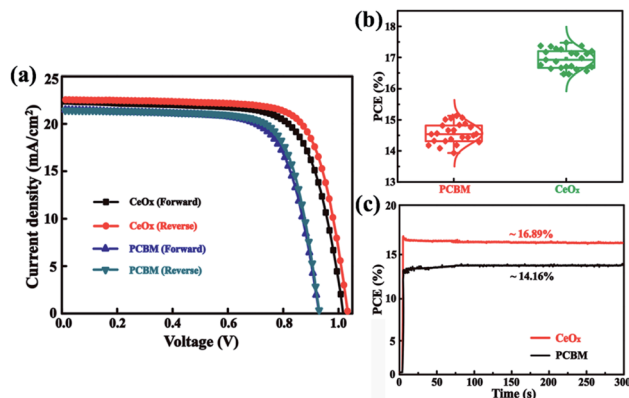 (a)
Current density (mA/cm²)
25
20
15
10
5
0
CeOx (Forward)
CeOx (Reverse)
PCBM (Forward)
PCBM (Reverse)
0.0 0.2 0.4 0.6 0.8 1.0
Voltage (V)
(b)
PCE (%)
18
17
16
15
14
13
PCBM CeOx
(c)
PCE (%)
20
15
10
5
0
~ 16.89%
~ 14.16%
CeOx
PCBM
0 50 100 150 200 250 300
Time (s)